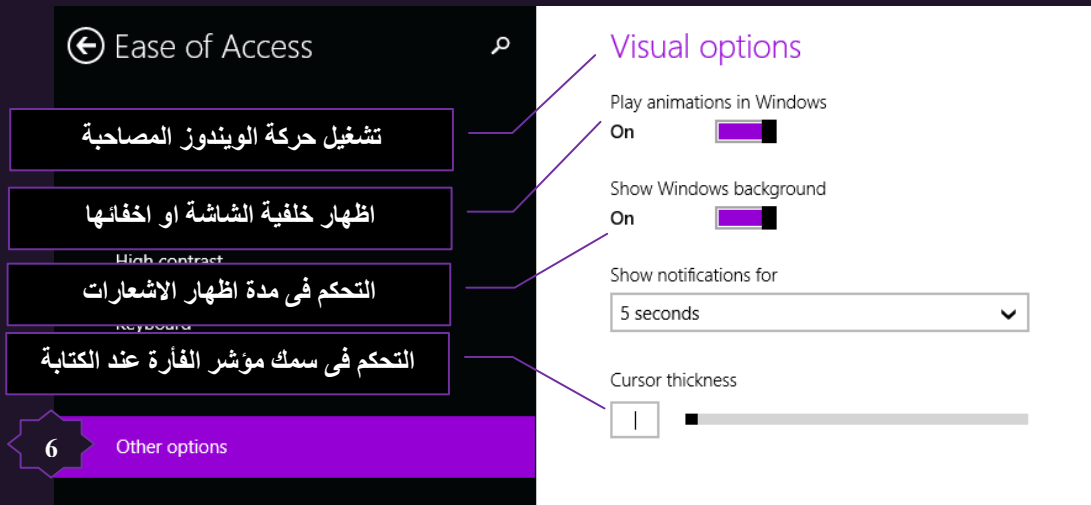 Ease of Access
تشغيل حركة الويندوز المصاحبة
اظهار خلفية الشاشة او اخفائها
High contrast
التحكم فى مدة اظهار الاشعارات
Keyboard
التحكم فى سمك مؤشر الفأرة عند الكتابة
6
Other options
Visual options
Play animations in Windows
On
Show Windows background
On
Show notifications for
5 seconds
Cursor thickness